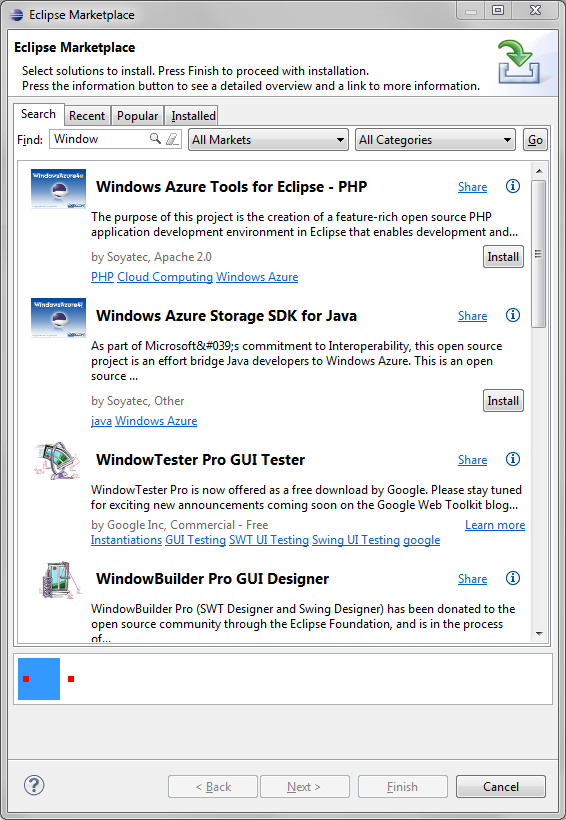 Eclipse Marketplace
Eclipse Marketplace
Select solutions to install. Press Finish to proceed with installation.
Press the information button to see a detailed overview and a link to more information.
Search Recent Popular Installed
Find: Window All Markets All Categories Go
Windows Azure Tools for Eclipse - PHP Share
The purpose of this project is the creation of a feature-rich open source PHP
application development environment in Eclipse that enables development and...
by Soyatec, Apache 2.0 Install
PHP Cloud Computing Windows Azure
Windows Azure Storage SDK for Java Share
As part of Microsoft&#039;s commitment to Interoperability, this open source
project is an effort bridge Java developers to Windows Azure. This is an open
source ...
by Soyatec, Other Install
java Windows Azure
WindowTester Pro GUI Tester Share
WindowTester Pro is now offered as a free download by Google. Please stay tuned
for exciting new announcements coming soon on the Google Web Toolkit blog...
by Google Inc, Commercial - Free Learn more
Instantiations GUI Testing SWT UI Testing Swing UI Testing google
WindowBuilder Pro GUI Designer Share
WindowBuilder Pro (SWT Designer and Swing Designer) has been donated to the
open source community through the Eclipse Foundation, and is in the process
of...
? < Back Next > Finish Cancel